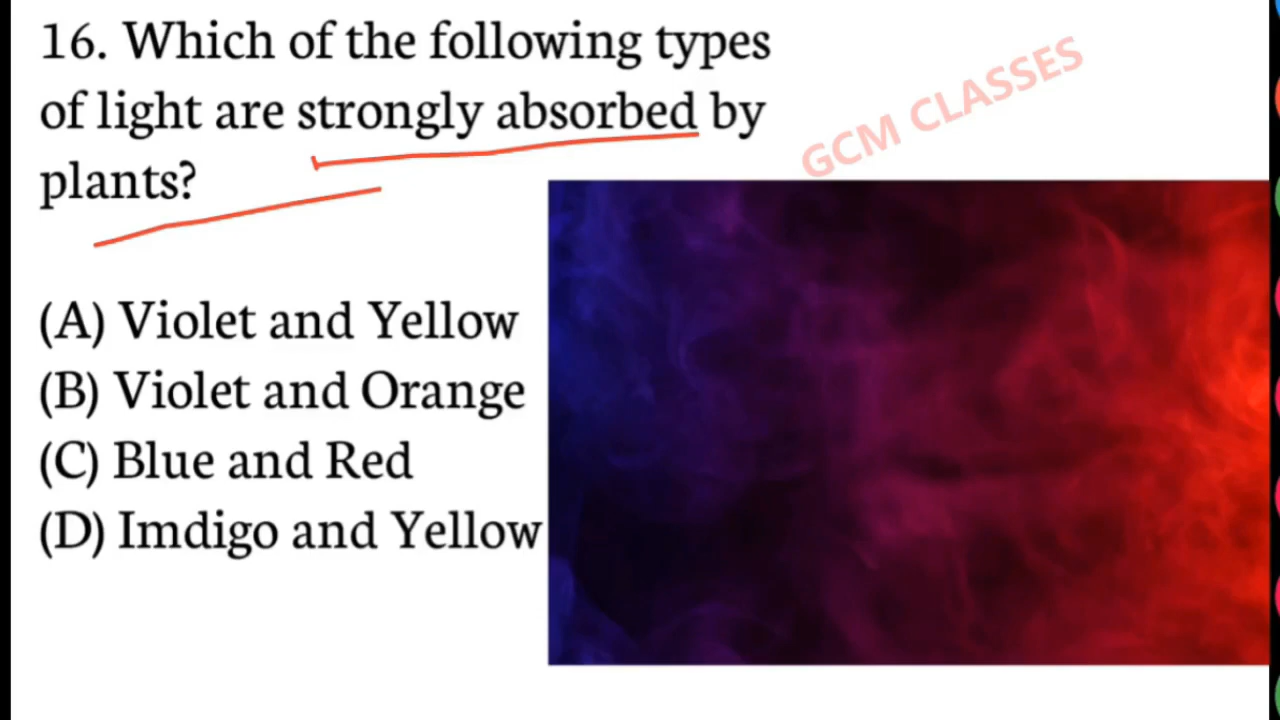 16. Which of the following types
of light are strongly absorbed by
plants?
GCM CLASSES
(A) Violet and Yellow
(B) Violet and Orange
(C) Blue and Red
(D) Imdigo and Yellow